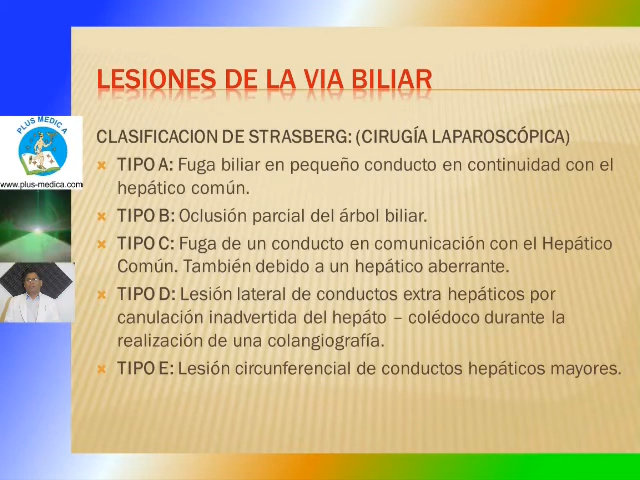 LESIONES DE LA VIA BILIAR
CLASIFICACION DE STRASBERG: (CIRUGÍA LAPAROSCÓPICA)
TIPO A: Fuga biliar en pequeño conducto en continuidad con el
hepático común.
TIPO B: Oclusión parcial del árbol biliar.
TIPO C: Fuga de un conducto en comunicación con el Hepático
Común. También debido a un hepático aberrante.
TIPO D: Lesión lateral de conductos extra hepáticos por
canulación inadvertida del hepáto – colédoco durante la
realización de una colangiografía.
TIPO E: Lesión circunferencial de conductos hepáticos mayores.
PLUS MEDICA
www.plus-medica.com